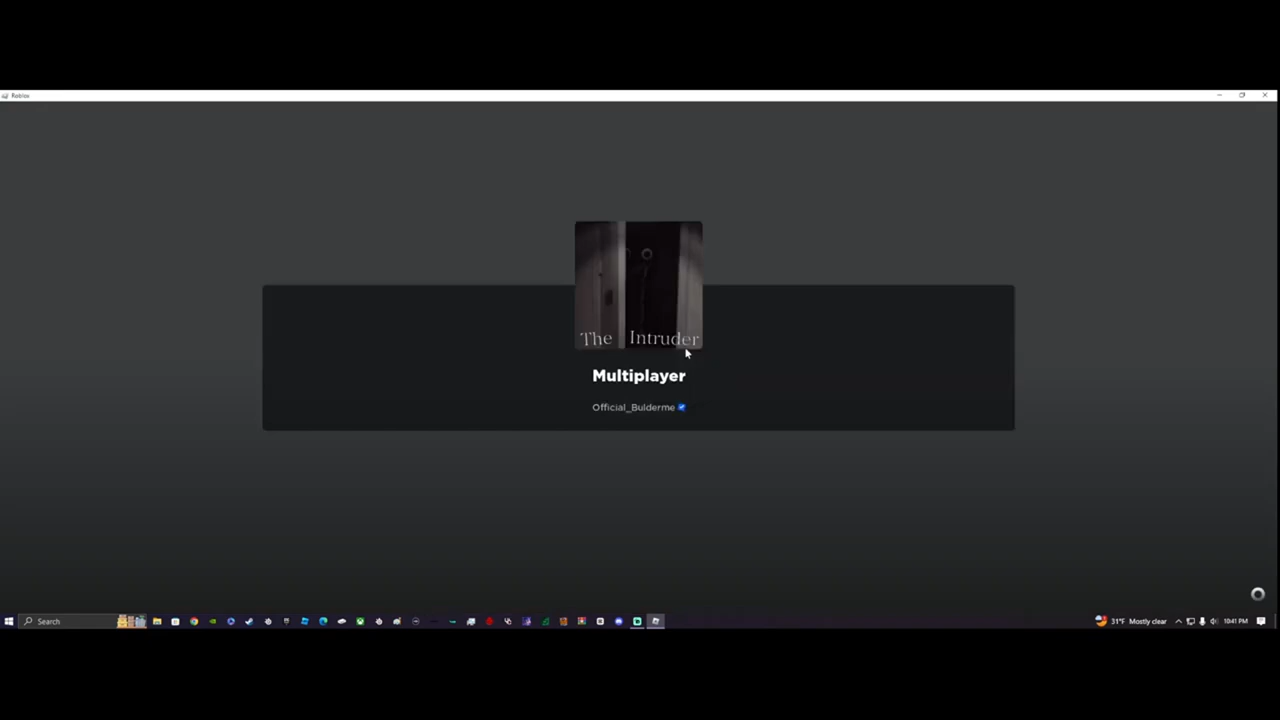 Roblox
The Intruder
Multiplayer
Official_Bulderme
Search
31°F Mostly clear
10:41 PM